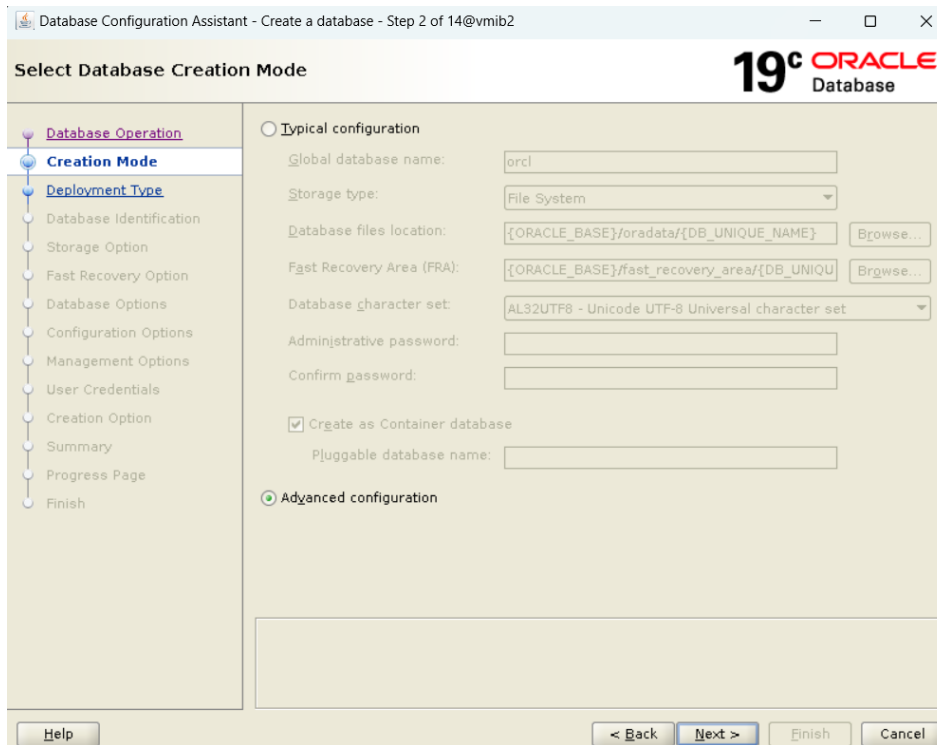 Database Configuration Assistant - Create a database - Step 2 of 14@vmib2
Select Database Creation Mode
19c ORACLE
Database
Database Operation
Creation Mode
Deployment Type
Database Identification
Storage Option
Fast Recovery Option
Database Options
Configuration Options
Management Options
User Credentials
Creation Option
Summary
Progress Page
Finish
Typical configuration
Global database name: orcl
Storage type: File System
Database files location: {ORACLE_BASE}/oradata/{DB_UNIQUE_NAME} Browse...
Fast Recovery Area (FRA): {ORACLE_BASE}/fast_recovery_area/{DB_UNIQU Browse...
Database character set: AL32UTF8 - Unicode UTF-8 Universal character set
Administrative password:
Confirm password:
Create as Container database
Pluggable database name:
Advanced configuration
Help < Back Next > Finish Cancel